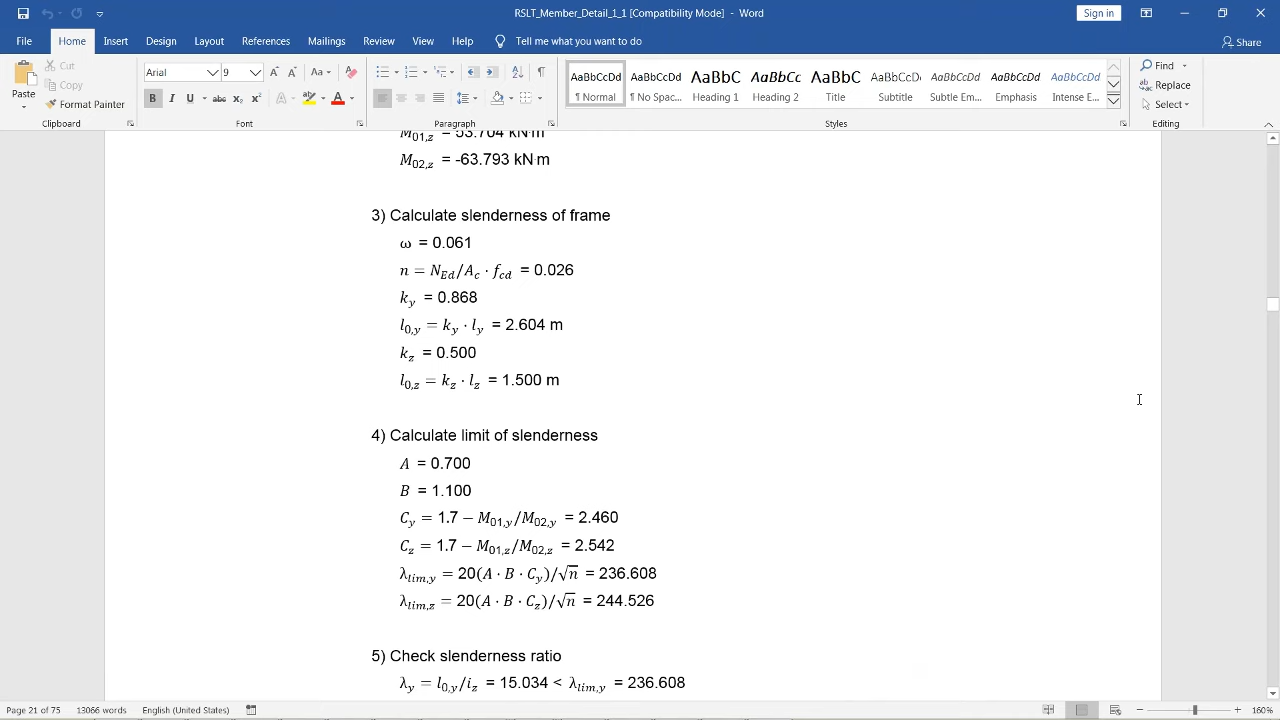 RSLT_Member_Detail_1_1 [Compatibility Mode] - Word
Sign in
File Home Insert Design Layout References Mailings Review View Help Tell me what you want to do
Share
Paste
Cut
Copy
Format Painter
Clipboard
Arial 9
Font
Paragraph
AaBbCcDd ¶ Normal
AaBbCcDd ¶ No Spac...
AaBbC Heading 1
AaBbCc Heading 2
AaBbC Title
AaBbCcD Subtitle
AaBbCcDd Subtle Em...
AaBbCcDd Emphasis
AaBbCcDd Intense E...
Styles
Find
Replace
Select
Editing
M01,z = 53.704 kN·m
M02,z = -63.793 kN·m
3) Calculate slenderness of frame
ω = 0.061
n = NEd/Ac · fcd = 0.026
ky = 0.868
l0,y = ky · ly = 2.604 m
kz = 0.500
l0,z = kz · lz = 1.500 m
4) Calculate limit of slenderness
A = 0.700
B = 1.100
Cy = 1.7 − M01,y/M02,y = 2.460
Cz = 1.7 − M01,z/M02,z = 2.542
λlim,y = 20(A · B · Cy)/√n = 236.608
λlim,z = 20(A · B · Cz)/√n = 244.526
5) Check slenderness ratio
λy = l0,y/iz = 15.034 < λlim,y = 236.608
Page 21 of 75 13066 words English (United States)
160%